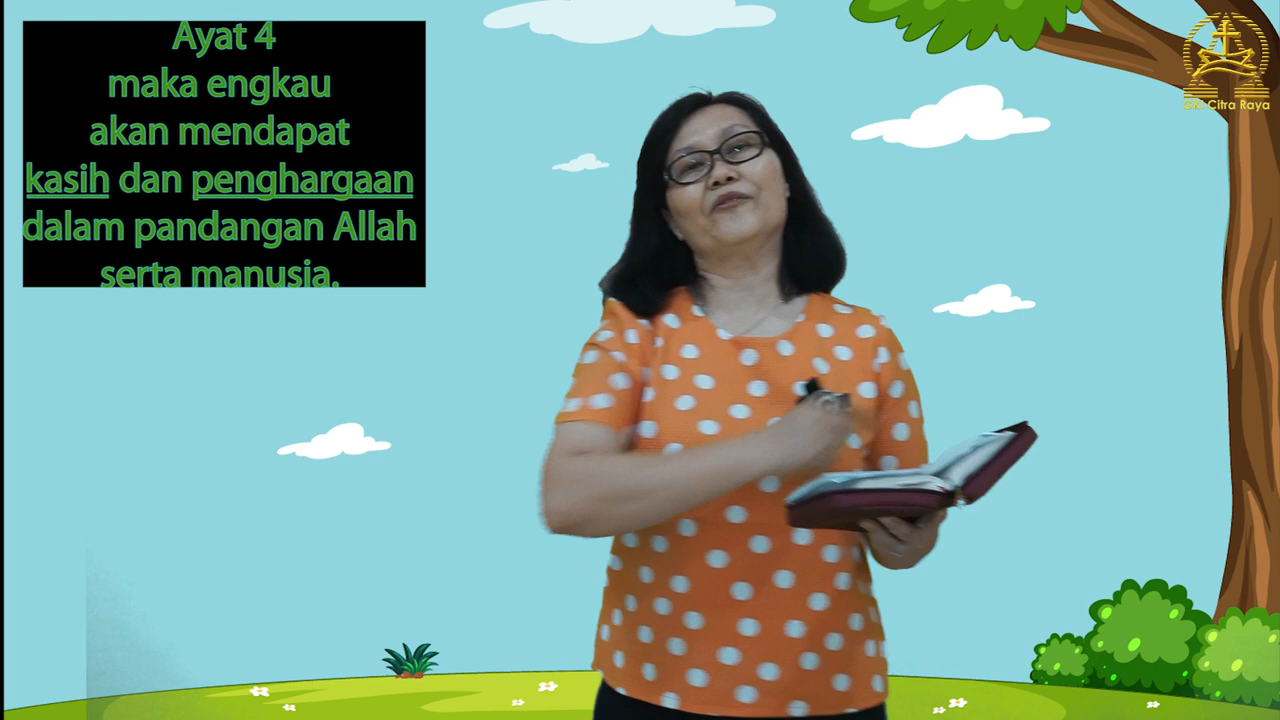 Ayat 4
maka engkau
akan mendapat
kasih dan penghargaan
dalam pandangan Allah
serta manusia.
GKI Citra Raya